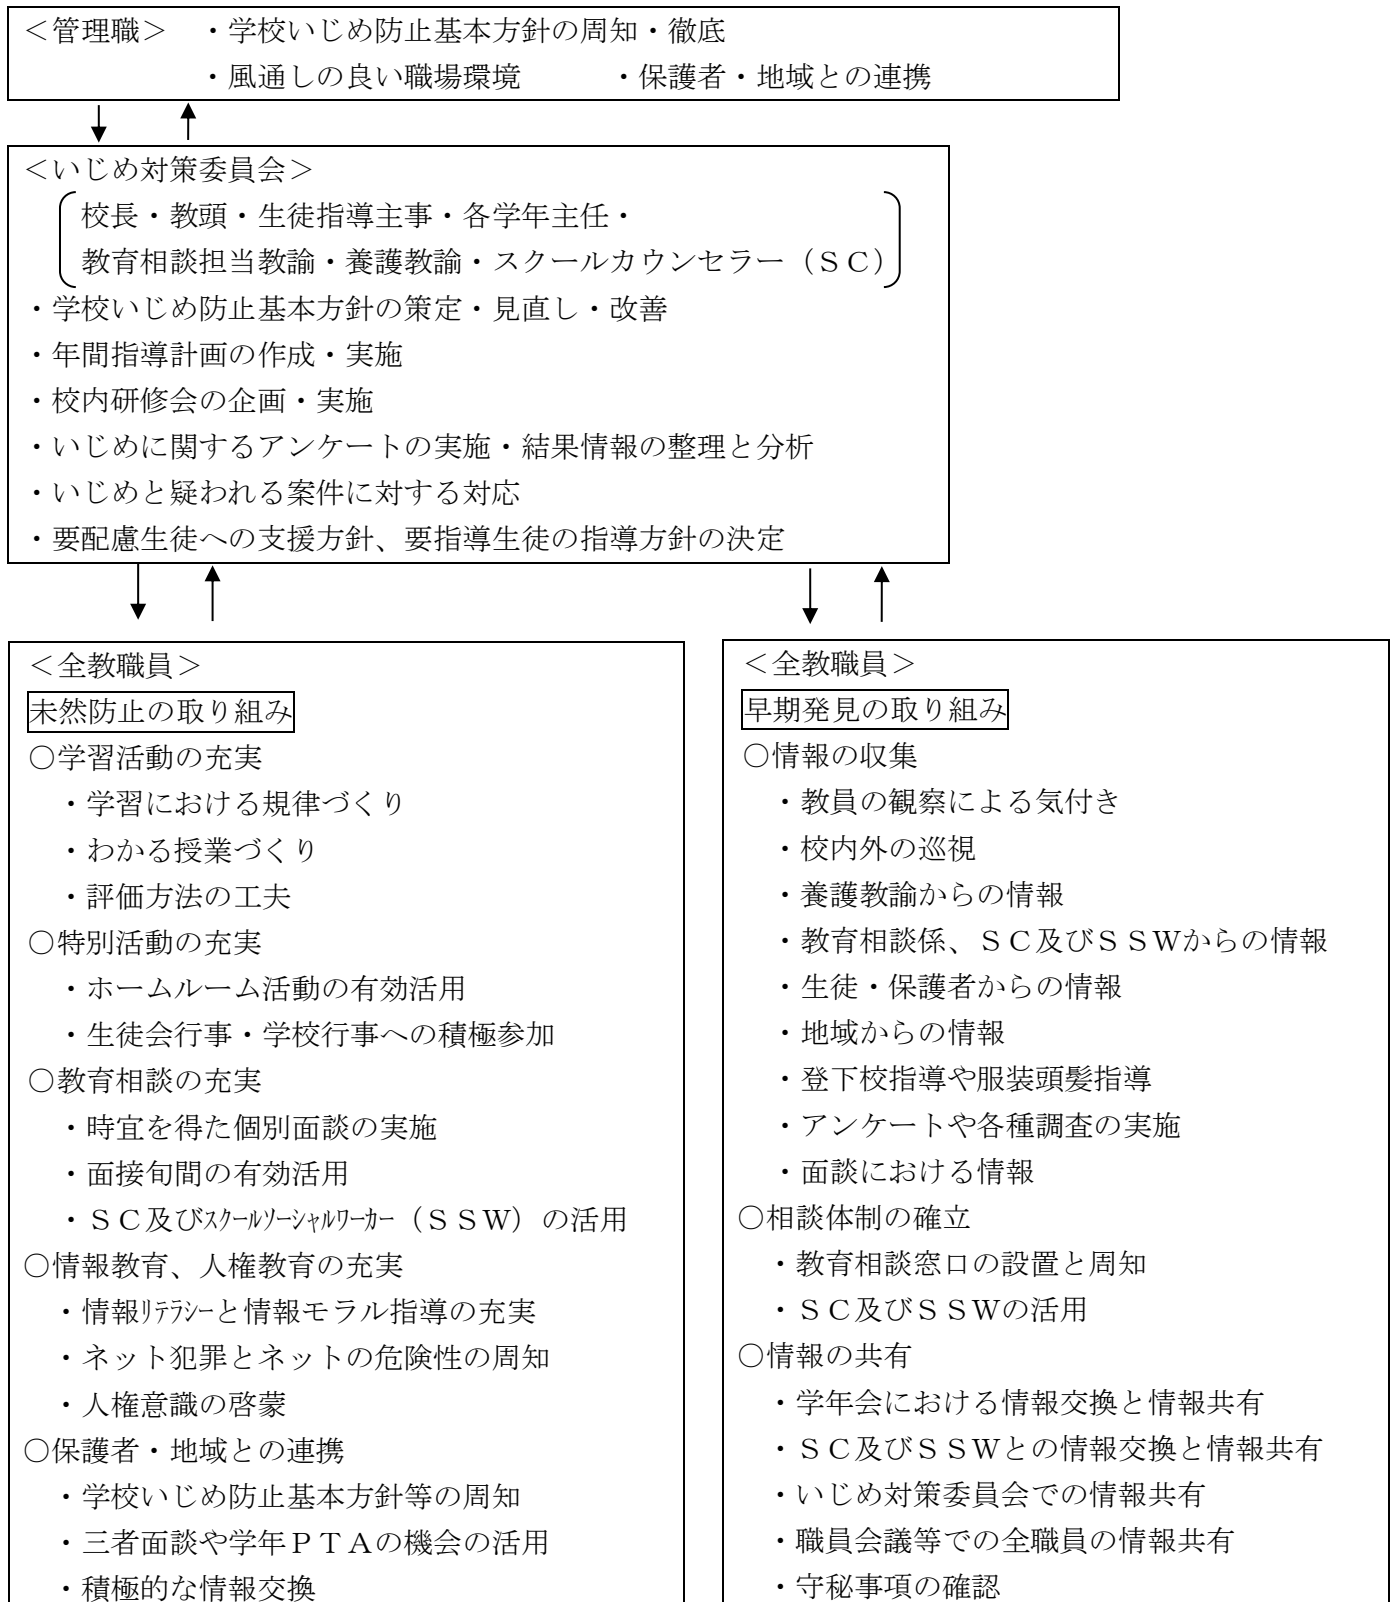 ＜管理職＞　・学校いじめ防止基本方針の周知・徹底
・風通しの良い職場環境　　　・保護者・地域との連携
＜いじめ対策委員会＞
校長・教頭・生徒指導主事・各学年主任・
教育相談担当教諭・養護教諭・スクールカウンセラー（ＳＣ）
・学校いじめ防止基本方針の策定・見直し・改善
・年間指導計画の作成・実施
・校内研修会の企画・実施
・いじめに関するアンケートの実施・結果情報の整理と分析
・いじめと疑われる案件に対する対応
・要配慮生徒への支援方針、要指導生徒の指導方針の決定
＜全教職員＞
未然防止の取り組み
○学習活動の充実
・学習における規律づくり
・わかる授業づくり
・評価方法の工夫
○特別活動の充実
・ホームルーム活動の有効活用
・生徒会行事・学校行事への積極参加
○教育相談の充実
・時宜を得た個別面談の実施
・面接旬間の有効活用
・ＳＣ及びｽｸｰﾙｿｰｼｬﾙﾜｰｶｰ（ＳＳＷ）の活用
○情報教育、人権教育の充実
・情報ﾘﾃﾗｼｰと情報モラル指導の充実
・ネット犯罪とネットの危険性の周知
・人権意識の啓蒙
○保護者・地域との連携
・学校いじめ防止基本方針等の周知
・三者面談や学年ＰＴＡの機会の活用
・積極的な情報交換
＜全教職員＞
早期発見の取り組み
○情報の収集
・教員の観察による気付き
・校内外の巡視
・養護教諭からの情報
・教育相談係、ＳＣ及びＳＳＷからの情報
・生徒・保護者からの情報
・地域からの情報
・登下校指導や服装頭髪指導
・アンケートや各種調査の実施
・面談における情報
○相談体制の確立
・教育相談窓口の設置と周知
・ＳＣ及びＳＳＷの活用
○情報の共有
・学年会における情報交換と情報共有
・ＳＣ及びＳＳＷとの情報交換と情報共有
・いじめ対策委員会での情報共有
・職員会議等での全職員の情報共有
・守秘事項の確認